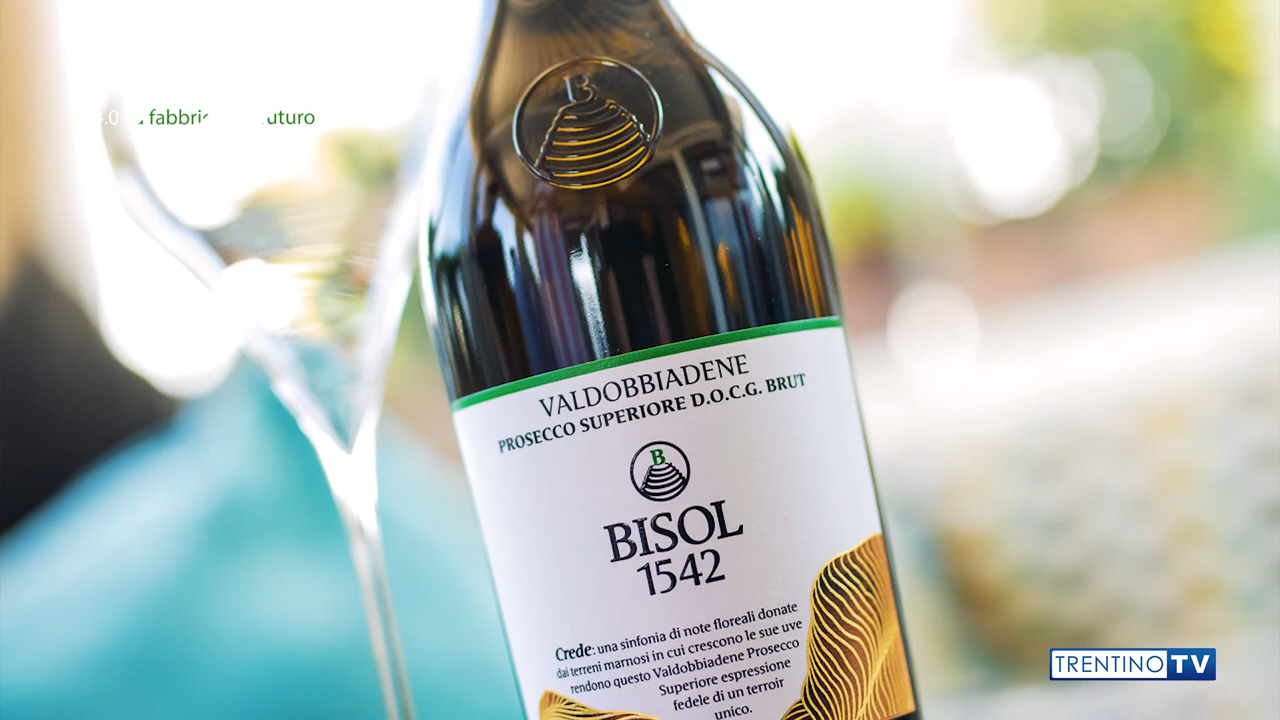 uturo
B
VALDOBBIADENE
PROSECCO SUPERIORE D.O.C.G. BRUT
B
BISOL
1542
Crede: una sinfonia di note floreali donate
dai terreni marnosi in cui crescono le sue uve
rendono questo Valdobbiadene Prosecco
Superiore espressione
fedele di un terroir
unico.
TRENTINO TV